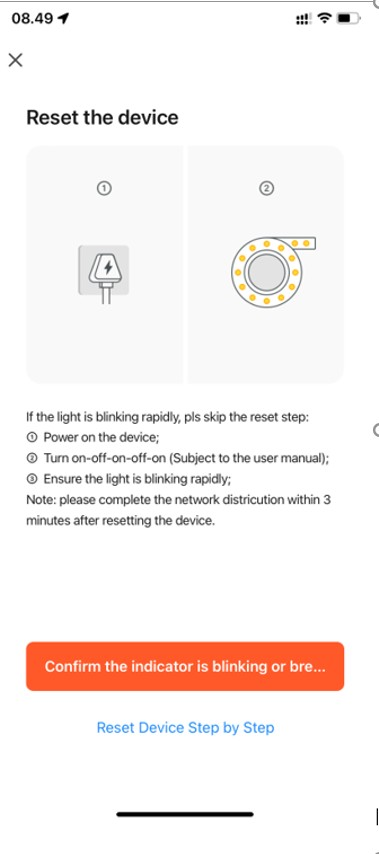 08.49
Reset the device
①
②
If the light is blinking rapidly, pls skip the reset step:
① Power on the device;
② Turn on-off-on-off-on (Subject to the user manual);
③ Ensure the light is blinking rapidly;
Note: please complete the network districution within 3
minutes after resetting the device.
Confirm the indicator is blinking or bre...
Reset Device Step by Step